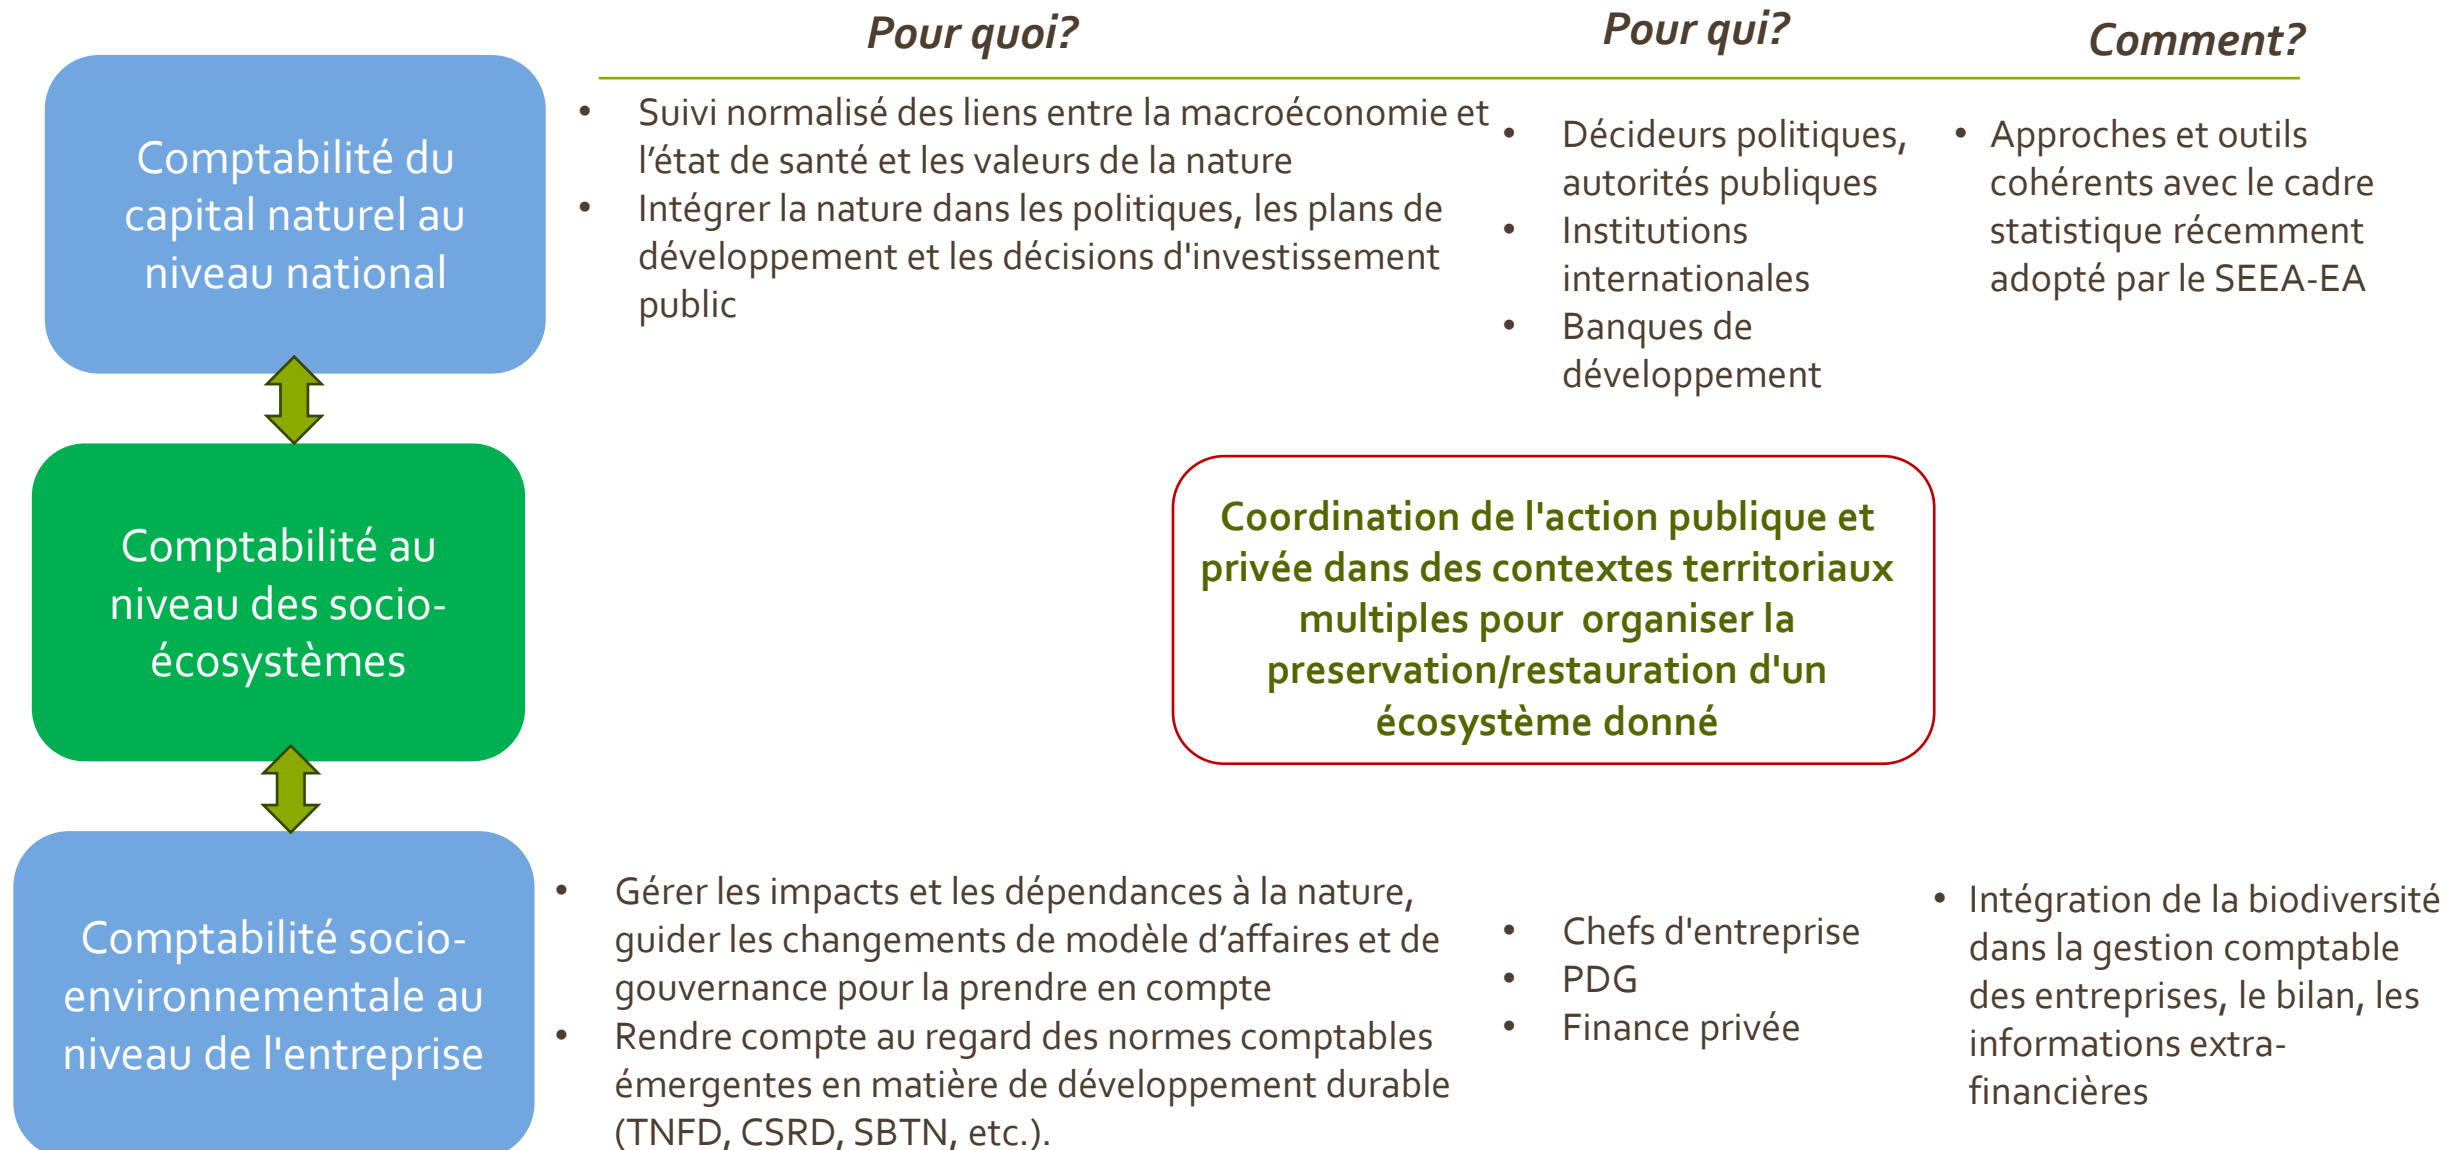 Pour quoi?
Pour qui?
Comment?
Comptabilité du
capital naturel au
niveau national
• Suivi normalisé des liens entre la macroéconomie et
l’état de santé et les valeurs de la nature
• Intégrer la nature dans les politiques, les plans de
développement et les décisions d'investissement
public
• Décideurs politiques,
autorités publiques
• Institutions
internationales
• Banques de
développement
• Approches et outils
cohérents avec le cadre
statistique récemment
adopté par le SEEA-EA
Comptabilité au
niveau des socio-
écosystèmes
Coordination de l'action publique et
privée dans des contextes territoriaux
multiples pour organiser la
preservation/restauration d'un
écosystème donné
Comptabilité socio-
environnementale au
niveau de l'entreprise
• Gérer les impacts et les dépendances à la nature,
guider les changements de modèle d’affaires et de
gouvernance pour la prendre en compte
• Rendre compte au regard des normes comptables
émergentes en matière de développement durable
(TNFD, CSRD, SBTN, etc.).
• Chefs d'entreprise
• PDG
• Finance privée
• Intégration de la biodiversité
dans la gestion comptable
des entreprises, le bilan, les
informations extra-
financières